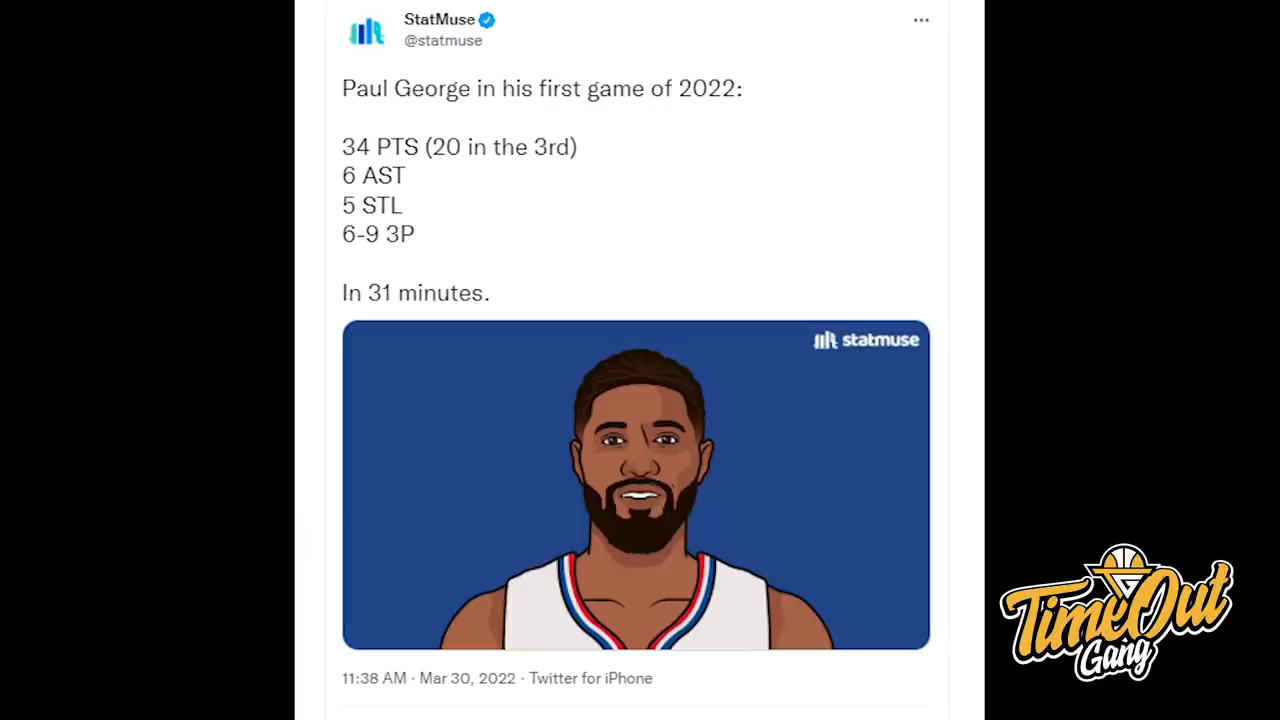 StatMuse
@statmuse
Paul George in his first game of 2022:
34 PTS (20 in the 3rd)
6 AST
5 STL
6-9 3P
In 31 minutes.
statmuse
11:38 AM · Mar 30, 2022 · Twitter for iPhone
TimeOut
Gang